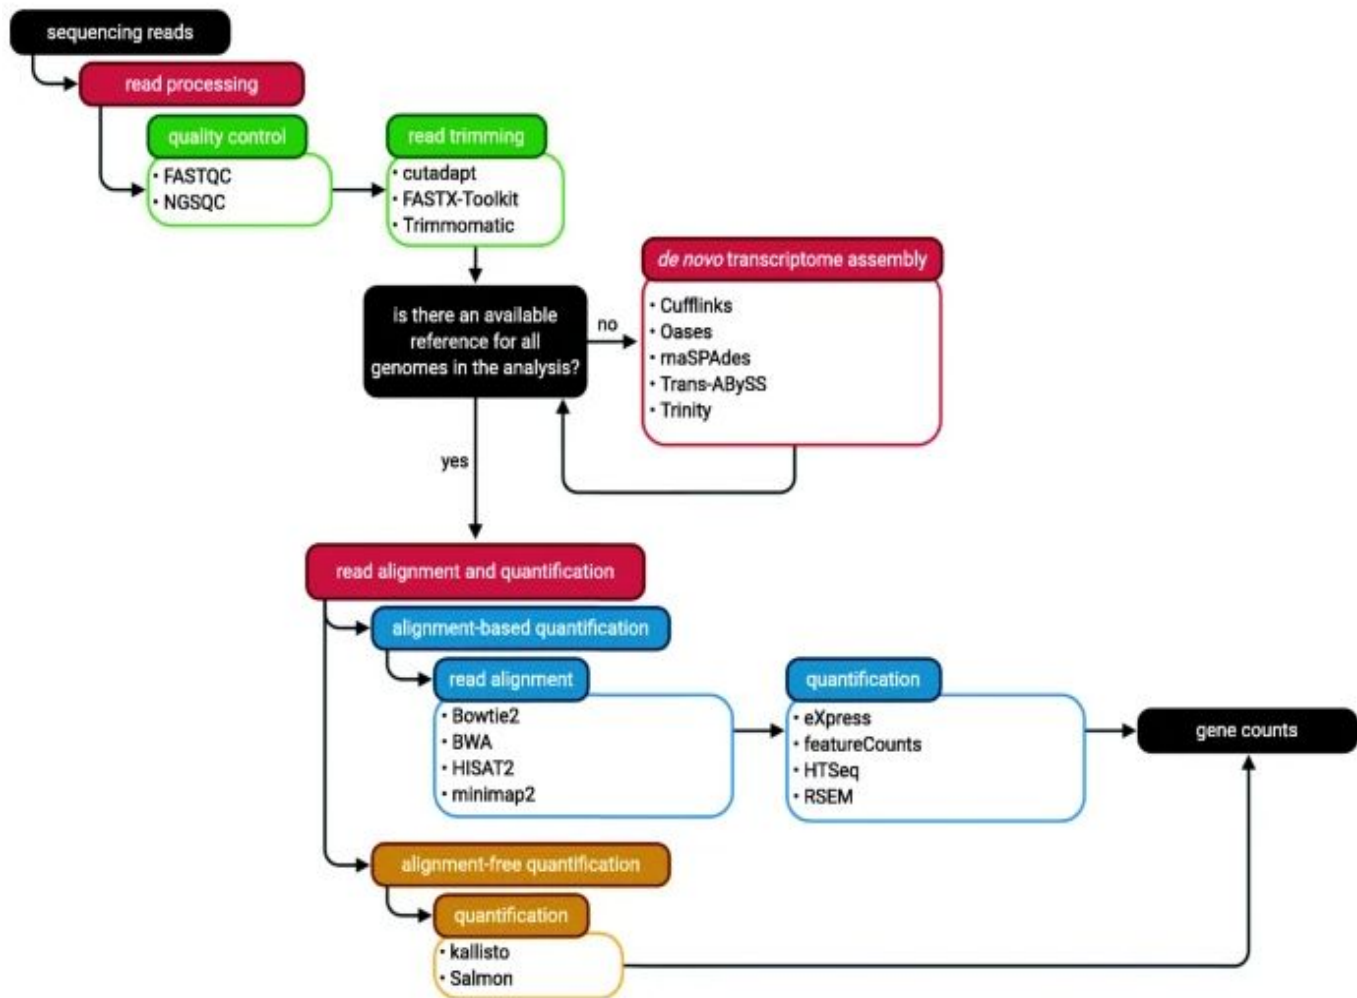 sequencing reads
read processing
quality control
• FASTQC
• NGSQC
read trimming
• cutadapt
• FASTX-Toolkit
• Trimmomatic
is there an available
reference for all
genomes in the analysis?
no
de novo transcriptome assembly
• Cufflinks
• Oases
• rnaSPAdes
• Trans-ABySS
• Trinity
yes
read alignment and quantification
alignment-based quantification
read alignment
• Bowtie2
• BWA
• HISAT2
• minimap2
quantification
• eXpress
• featureCounts
• HTSeq
• RSEM
gene counts
alignment-free quantification
quantification
• kallisto
• Salmon